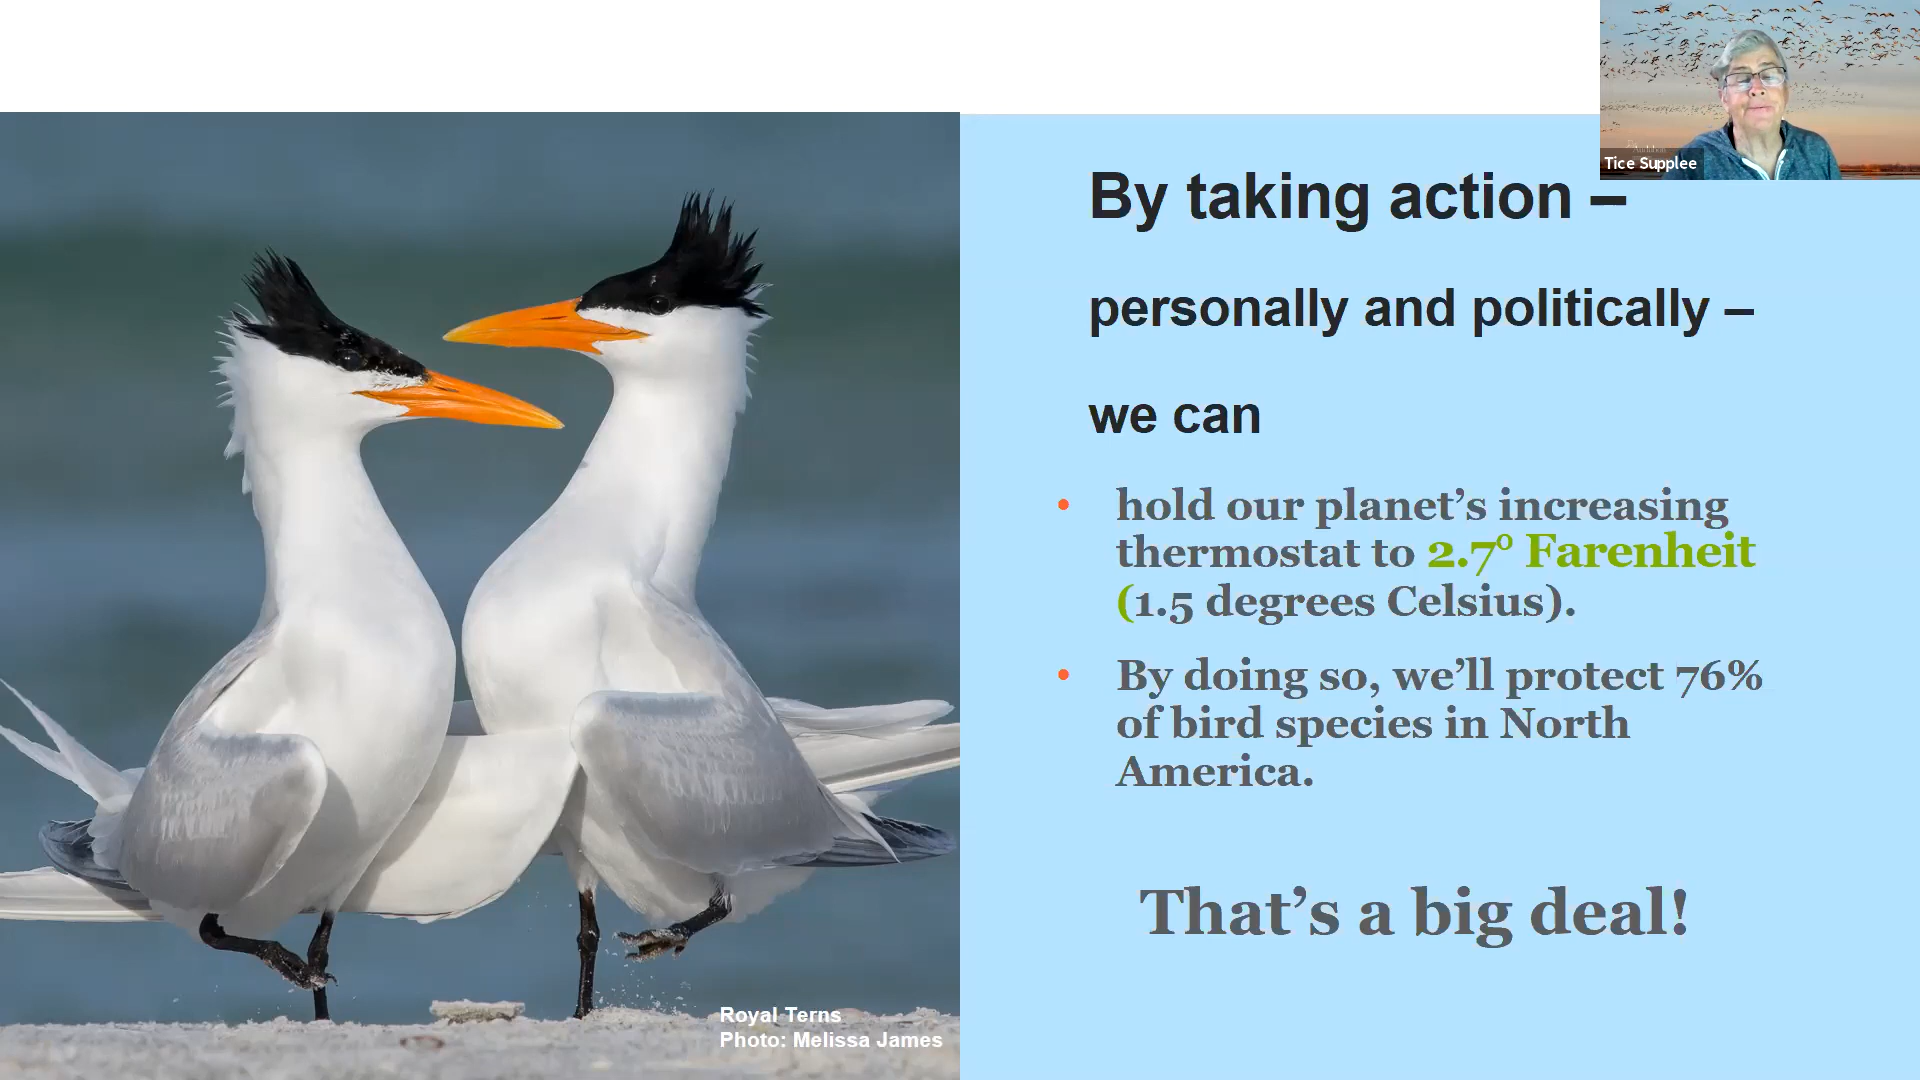 Audubon
Tice Supplee
By taking action –
personally and politically –
we can
• hold our planet’s increasing
thermostat to 2.7º Farenheit
(1.5 degrees Celsius).
• By doing so, we’ll protect 76%
of bird species in North
America.
That’s a big deal!
Royal Terns
Photo: Melissa James